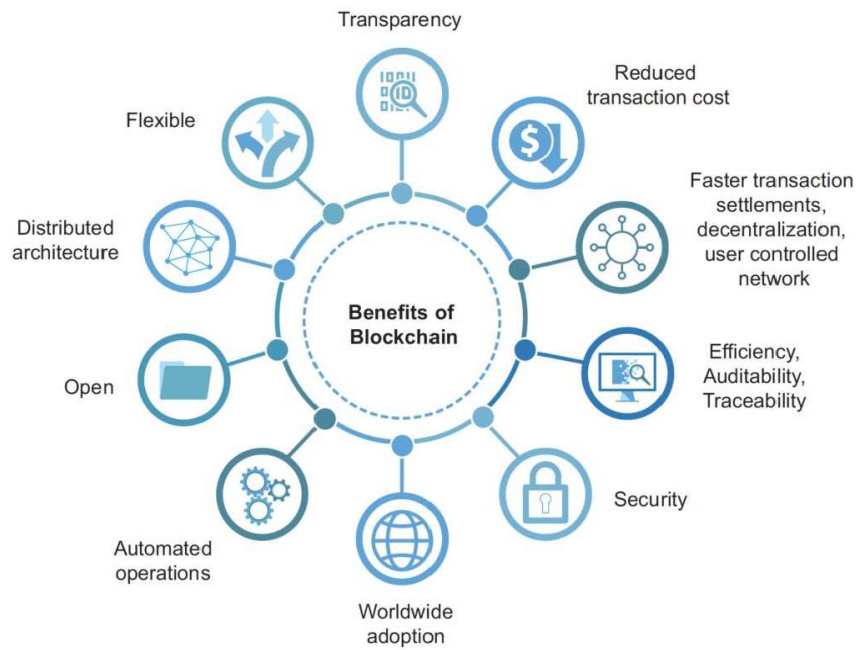 Transparency
Reduced
transaction cost
Faster transaction
settlements,
decentralization,
user controlled
network
Efficiency,
Auditability,
Traceability
Security
Worldwide
adoption
Automated
operations
Open
Distributed
architecture
Flexible
Benefits of
Blockchain